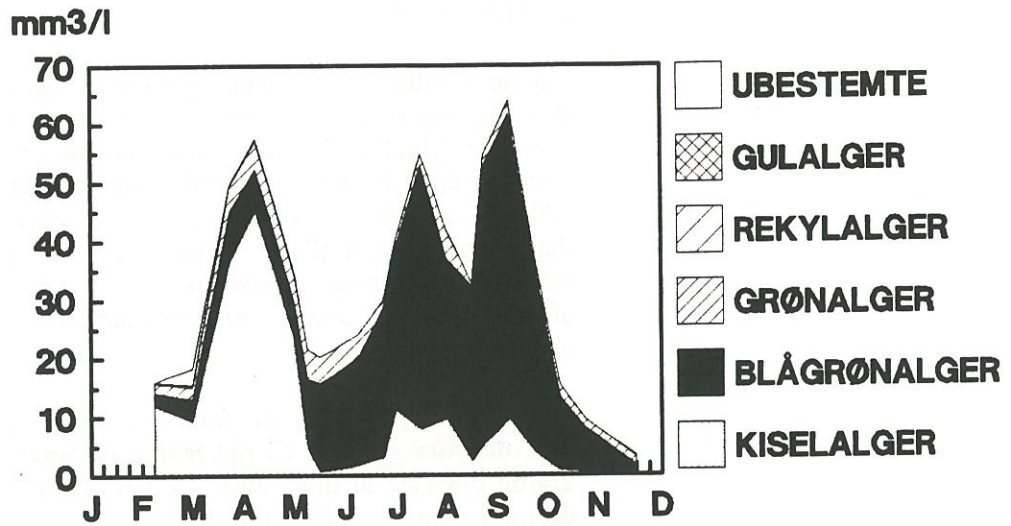 mm3/l
70
60
50
40
30
20
10
0
J F M A M J J A S O N D
UBESTEMTE
GULALGER
REKYLALGER
GRØNALGER
BLÅGRØNALGER
KISELALGER